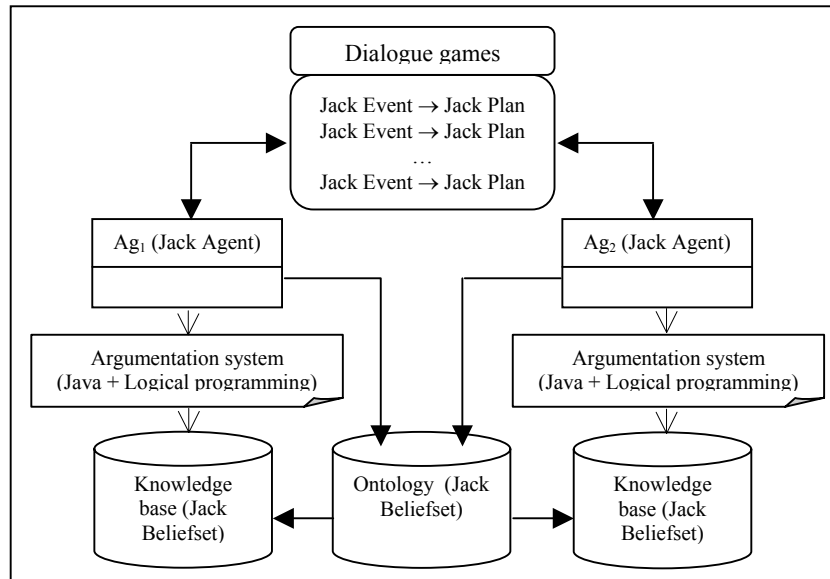 Dialogue games
Jack Event → Jack Plan
Jack Event → Jack Plan
…
Jack Event → Jack Plan
Ag₁ (Jack Agent)
Ag₂ (Jack Agent)
Argumentation system
(Java + Logical programming)
Argumentation system
(Java + Logical programming)
Knowledge
base (Jack
Beliefset)
Ontology (Jack
Beliefset)
Knowledge
base (Jack
Beliefset)